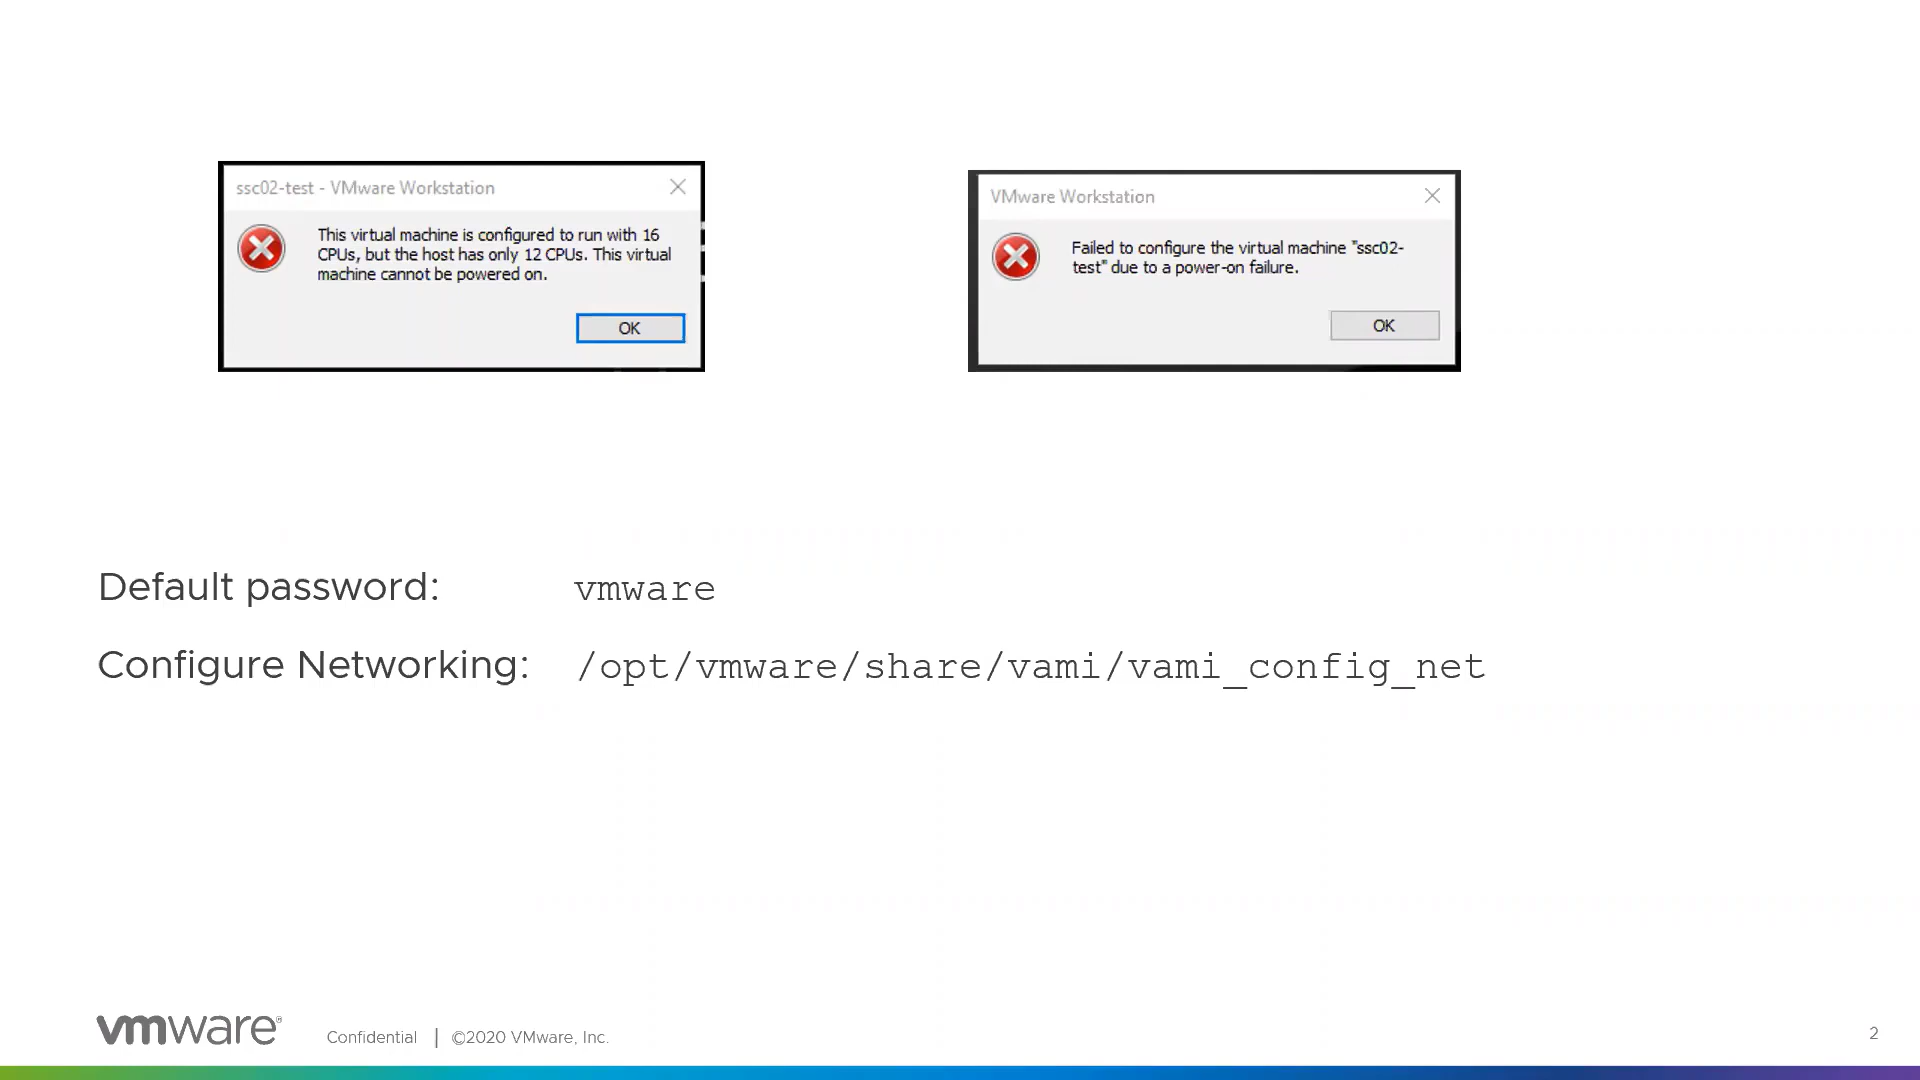 ssc02-test - VMware Workstation
This virtual machine is configured to run with 16
CPUs, but the host has only 12 CPUs. This virtual
machine cannot be powered on.
OK
VMware Workstation
Failed to configure the virtual machine "ssc02-
test" due to a power-on failure.
OK
Default password: vmware
Configure Networking: /opt/vmware/share/vami/vami_config_net
vmware®
Confidential | ©2020 VMware, Inc.
2